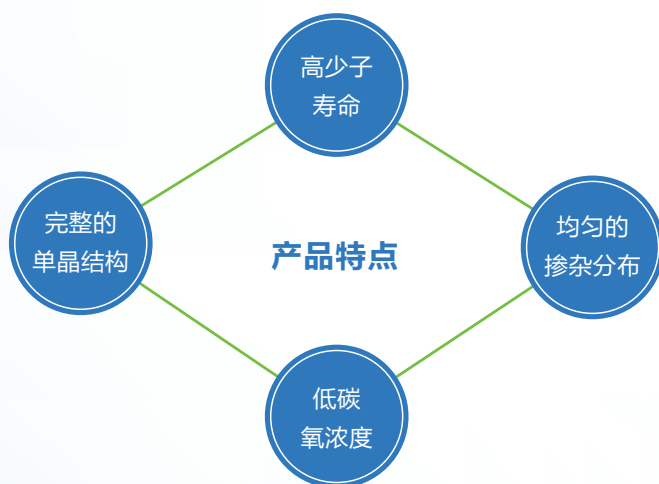 高少子
寿命
完整的
单晶结构
产品特点
均匀的
掺杂分布
低碳
氧浓度